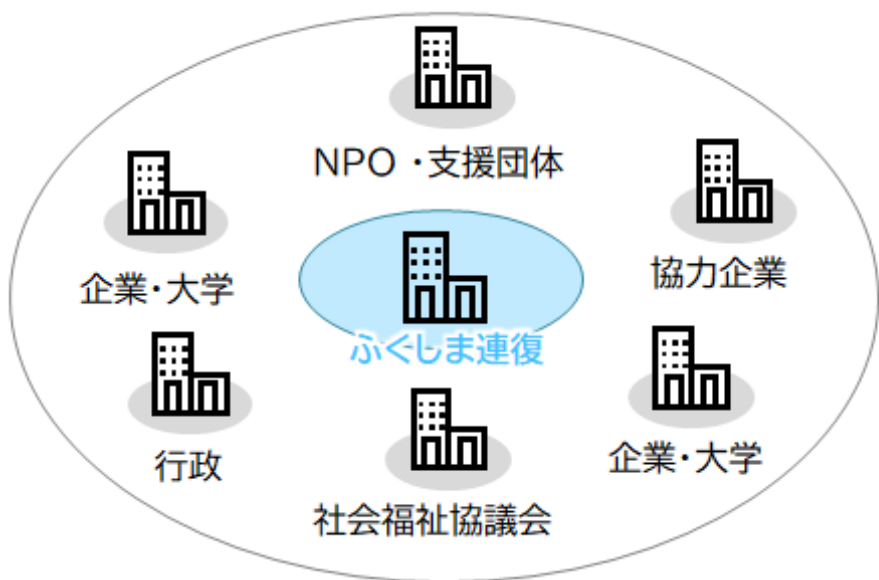 NPO ・支援団体
協力企業
企業・大学
ふくしま連復
企業・大学
行政
社会福祉協議会